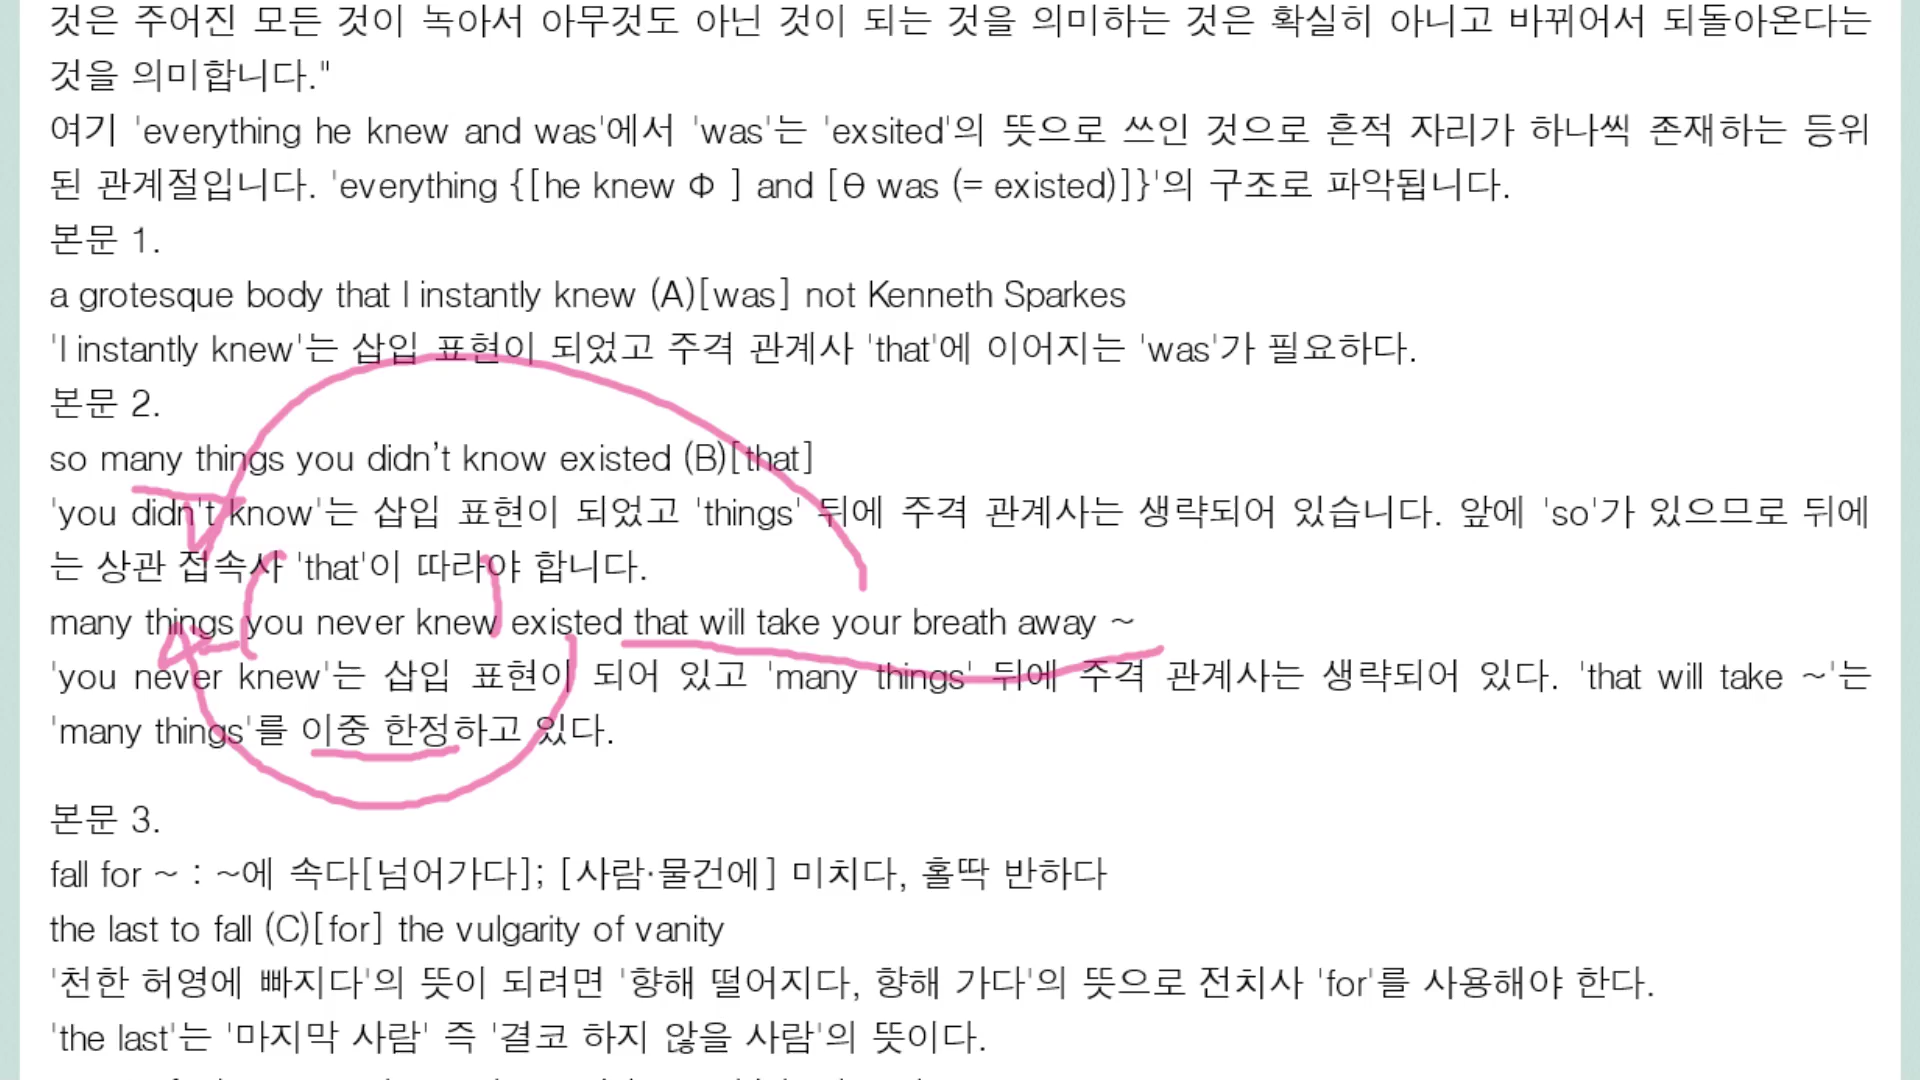 것은 주어진 모든 것이 녹아서 아무것도 아닌 것이 되는 것을 의미하는 것은 확실히 아니고 바뀌어서 되돌아온다는
것을 의미합니다."
여기 'everything he knew and was'에서 'was'는 'exsited'의 뜻으로 쓰인 것으로 흔적 자리가 하나씩 존재하는 등위
된 관계절입니다. 'everything {[he knew Φ ] and [Θ was (= existed)]}'의 구조로 파악됩니다.
본문 1.
a grotesque body that I instantly knew (A)[was] not Kenneth Sparkes
'I instantly knew'는 삽입 표현이 되었고 주격 관계사 'that'에 이어지는 'was'가 필요하다.
본문 2.
so many things you didn’t know existed (B)[that]
'you didn't know'는 삽입 표현이 되었고 'things' 뒤에 주격 관계사는 생략되어 있습니다. 앞에 'so'가 있으므로 뒤에
는 상관 접속사 'that'이 따라야 합니다.
many things you never knew existed that will take your breath away ~
'you never knew'는 삽입 표현이 되어 있고 'many things' 뒤에 주격 관계사는 생략되어 있다. 'that will take ~'는
'many things'를 이중 한정하고 있다.
본문 3.
fall for ~ : ~에 속다[넘어가다]; [사람·물건에] 미치다, 홀딱 반하다
the last to fall (C)[for] the vulgarity of vanity
'천한 허영에 빠지다'의 뜻이 되려면 '향해 떨어지다, 향해 가다'의 뜻으로 전치사 'for'를 사용해야 한다.
'the last'는 '마지막 사람' 즉 '결코 하지 않을 사람'의 뜻이다.